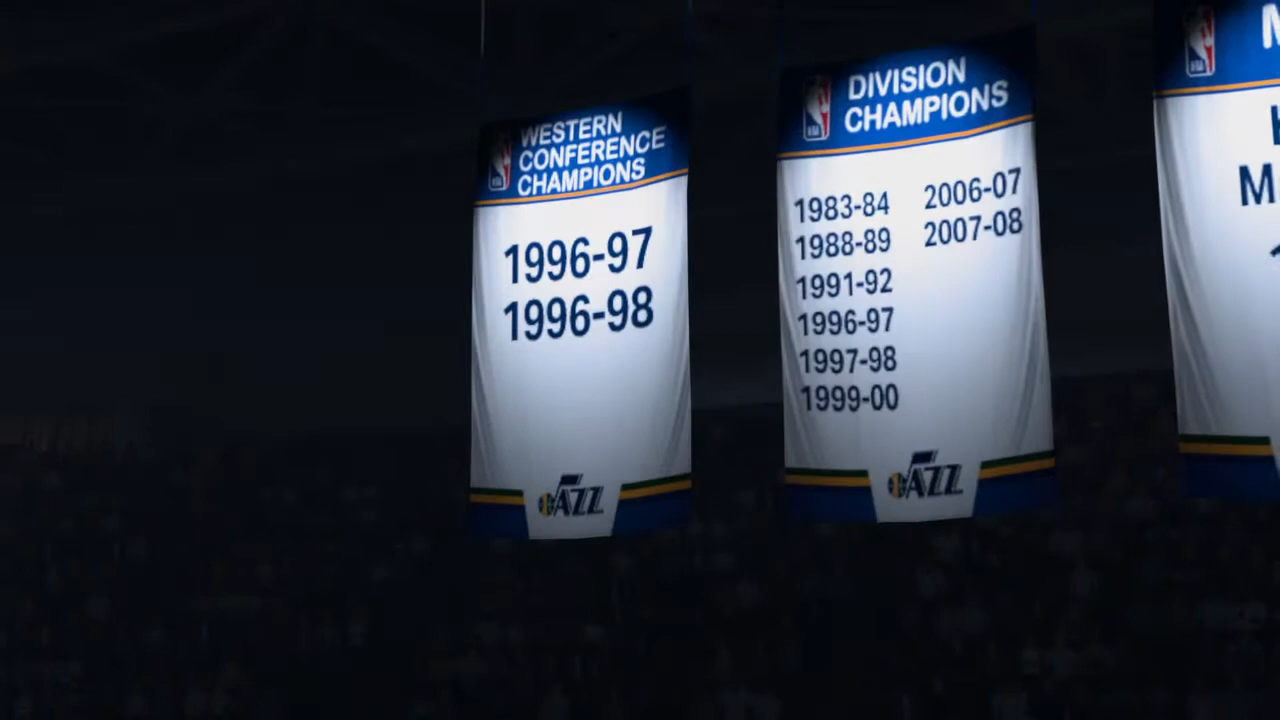 WESTERN
CONFERENCE
CHAMPIONS
1996-97
1996-98
JAZZ
DIVISION
CHAMPIONS
1983-84 2006-07
1988-89 2007-08
1991-92
1996-97
1997-98
1999-00
JAZZ